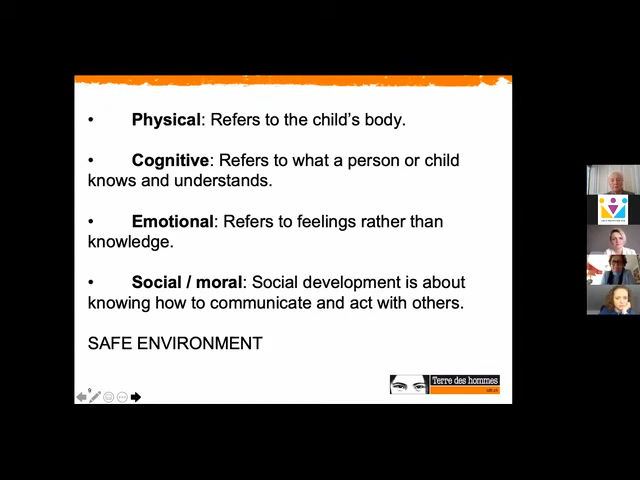 • Physical: Refers to the child's body.
• Cognitive: Refers to what a person or child
knows and understands.
• Emotional: Refers to feelings rather than
knowledge.
• Social / moral: Social development is about
knowing how to communicate and act with others.
SAFE ENVIRONMENT
9
Terre des hommes